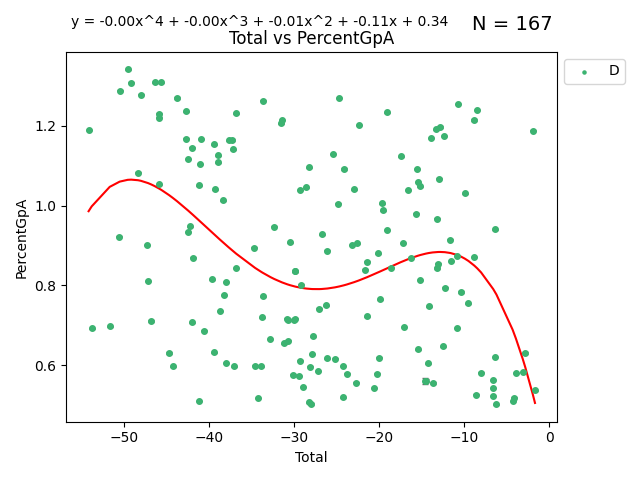 y = -0.00x^4 + -0.00x^3 + -0.01x^2 + -0.11x + 0.34
N = 167
Total vs PercentGpA
D
PercentGpA
1.2
1.0
0.8
0.6
−50
−40
−30
−20
−10
0
Total